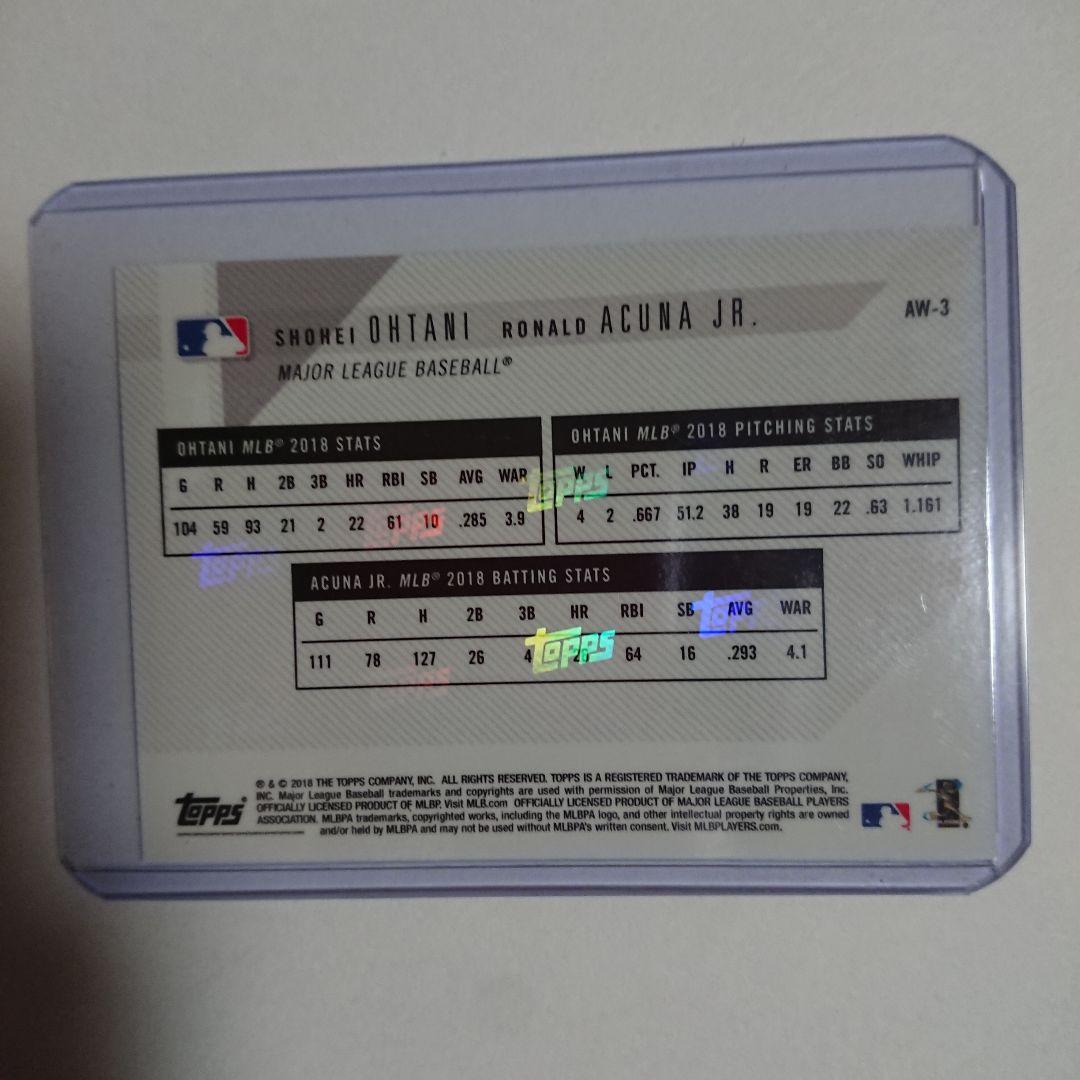 SHOHEI OHTANI RONALD ACUNA JR.
AW-3
MAJOR LEAGUE BASEBALL®
OHTANI MLB® 2018 STATS
G R H 2B 3B HR RBI SB AVG WAR
104 59 93 21 2 22 61 10 .285 3.9
OHTANI MLB® 2018 PITCHING STATS
W L PCT. IP H R ER BB SO WHIP
4 2 .667 51.2 38 19 19 22 .63 1.161
ACUNA JR. MLB® 2018 BATTING STATS
G R H 2B 3B HR RBI SB AVG WAR
111 78 127 26 4 26 64 16 .293 4.1
Topps
Topps
Topps
Topps
Topps
Topps®
® & © 2018 THE TOPPS COMPANY, INC. ALL RIGHTS RESERVED. TOPPS IS A REGISTERED TRADEMARK OF THE TOPPS COMPANY,
INC. Major League Baseball trademarks and copyrights are used with permission of Major League Baseball Properties, Inc.
OFFICIALLY LICENSED PRODUCT OF MLBP. Visit MLB.com OFFICIALLY LICENSED PRODUCT OF MAJOR LEAGUE BASEBALL PLAYERS
ASSOCIATION. MLBPA trademarks, copyrighted works, including the MLBPA logo, and other intellectual property rights are owned
and/or held by MLBPA and may not be used without MLBPA's written consent. Visit MLBPLAYERS.com.